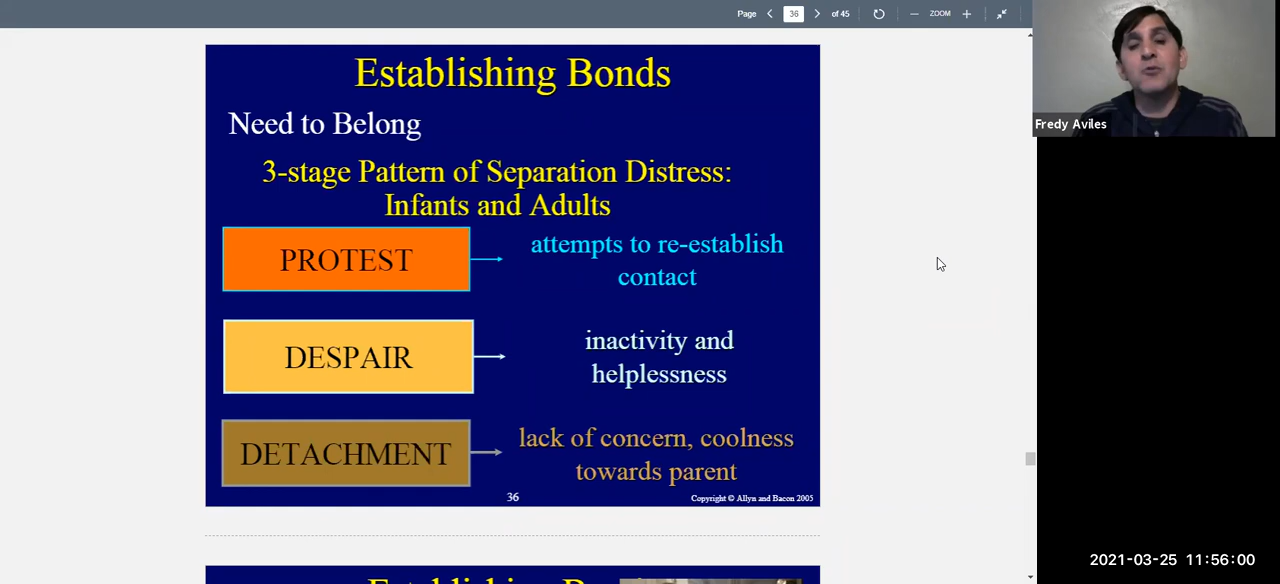 Page 36 of 45 ZOOM
Establishing Bonds
Need to Belong
3-stage Pattern of Separation Distress:
Infants and Adults
PROTEST
attempts to re-establish
contact
DESPAIR
inactivity and
helplessness
DETACHMENT
lack of concern, coolness
towards parent
36
Copyright © Allyn and Bacon 2005
Fredy Aviles
2021-03-25 11:56:00